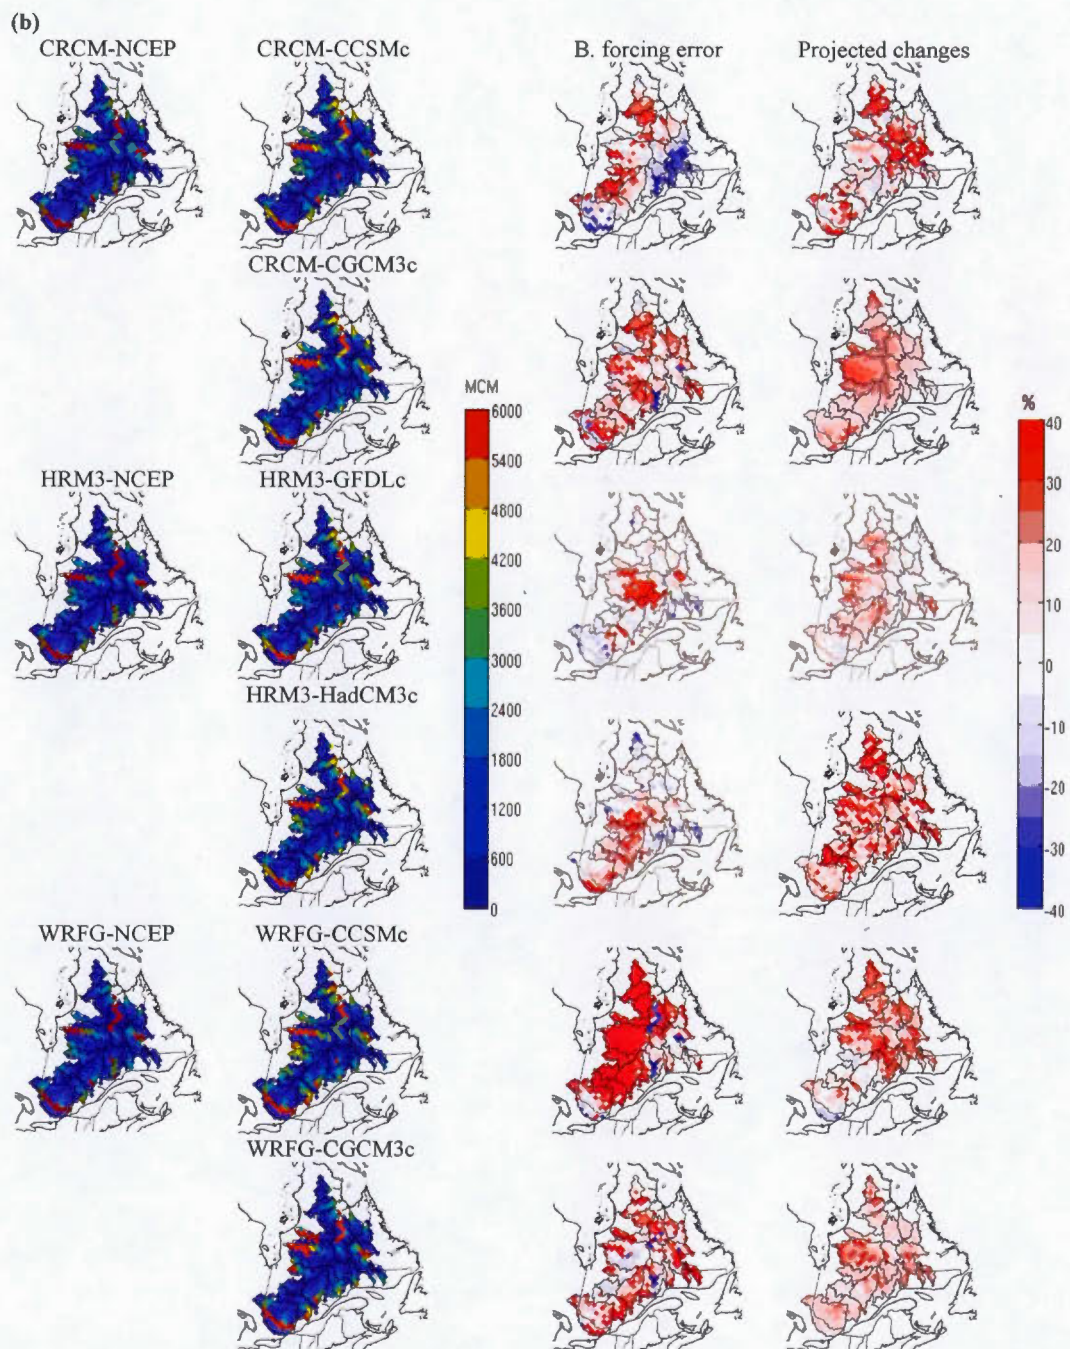 (b)
CRCM-NCEP CRCM-CCSMc B. forcing error Projected changes
CRCM-CGCM3c
MCM
6000
5400
4800
4200
3600
3000
2400
1800
1200
600
0
%
40
30
20
10
0
-10
-20
-30
-40
HRM3-NCEP HRM3-GFDLc
HRM3-HadCM3c
WRFG-NCEP WRFG-CCSMc
WRFG-CGCM3c